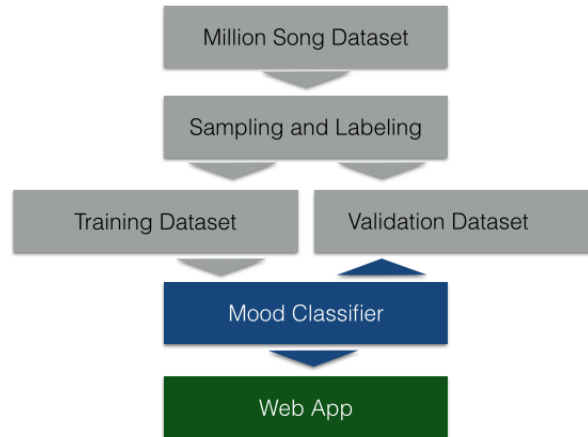 Million Song Dataset
Sampling and Labeling
Training Dataset
Validation Dataset
Mood Classifier
Web App